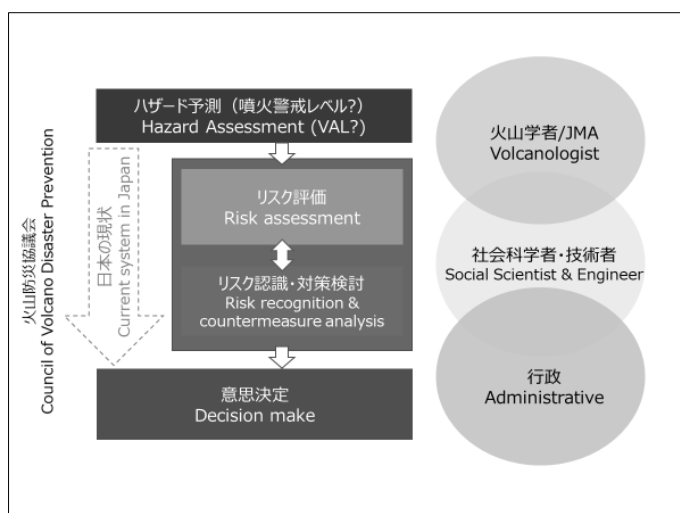 ハザード予測（噴火警戒レベル?）
Hazard Assessment (VAL?)
リスク評価
Risk assessment
リスク認識・対策検討
Risk recognition &
countermeasure analysis
意思決定
Decision make
火山防災協議会
Council of Volcano Disaster Prevention
日本の現状
Current system in Japan
火山学者/JMA
Volcanologist
社会科学者・技術者
Social Scientist & Engineer
行政
Administrative